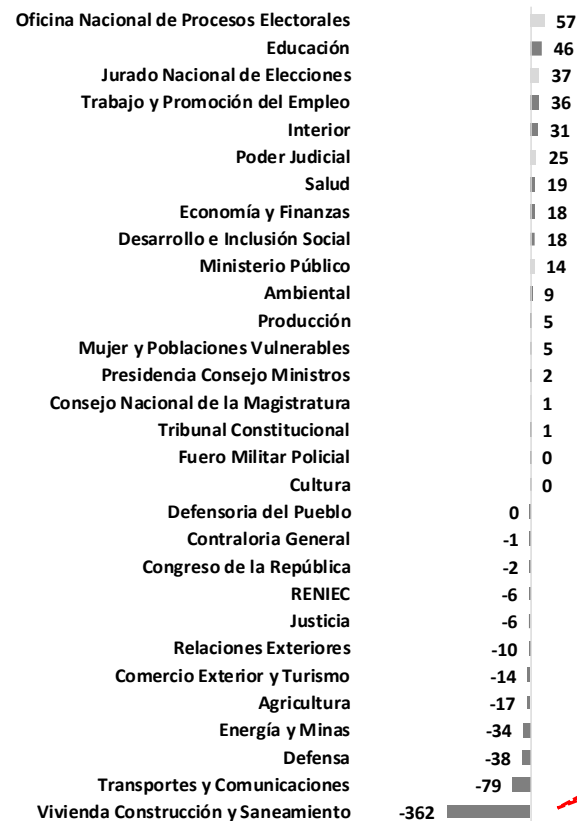 Oficina Nacional de Procesos Electorales 57
Educación 46
Jurado Nacional de Elecciones 37
Trabajo y Promoción del Empleo 36
Interior 31
Poder Judicial 25
Salud 19
Economía y Finanzas 18
Desarrollo e Inclusión Social 18
Ministerio Público 14
Ambiental 9
Producción 5
Mujer y Poblaciones Vulnerables 5
Presidencia Consejo Ministros 2
Consejo Nacional de la Magistratura 1
Tribunal Constitucional 1
Fuero Militar Policial 0
Cultura 0
Defensoria del Pueblo 0
Contraloria General -1
Congreso de la República -2
RENIEC -6
Justicia -6
Relaciones Exteriores -10
Comercio Exterior y Turismo -14
Agricultura -17
Energía y Minas -34
Defensa -38
Transportes y Comunicaciones -79
Vivienda Construcción y Saneamiento -362